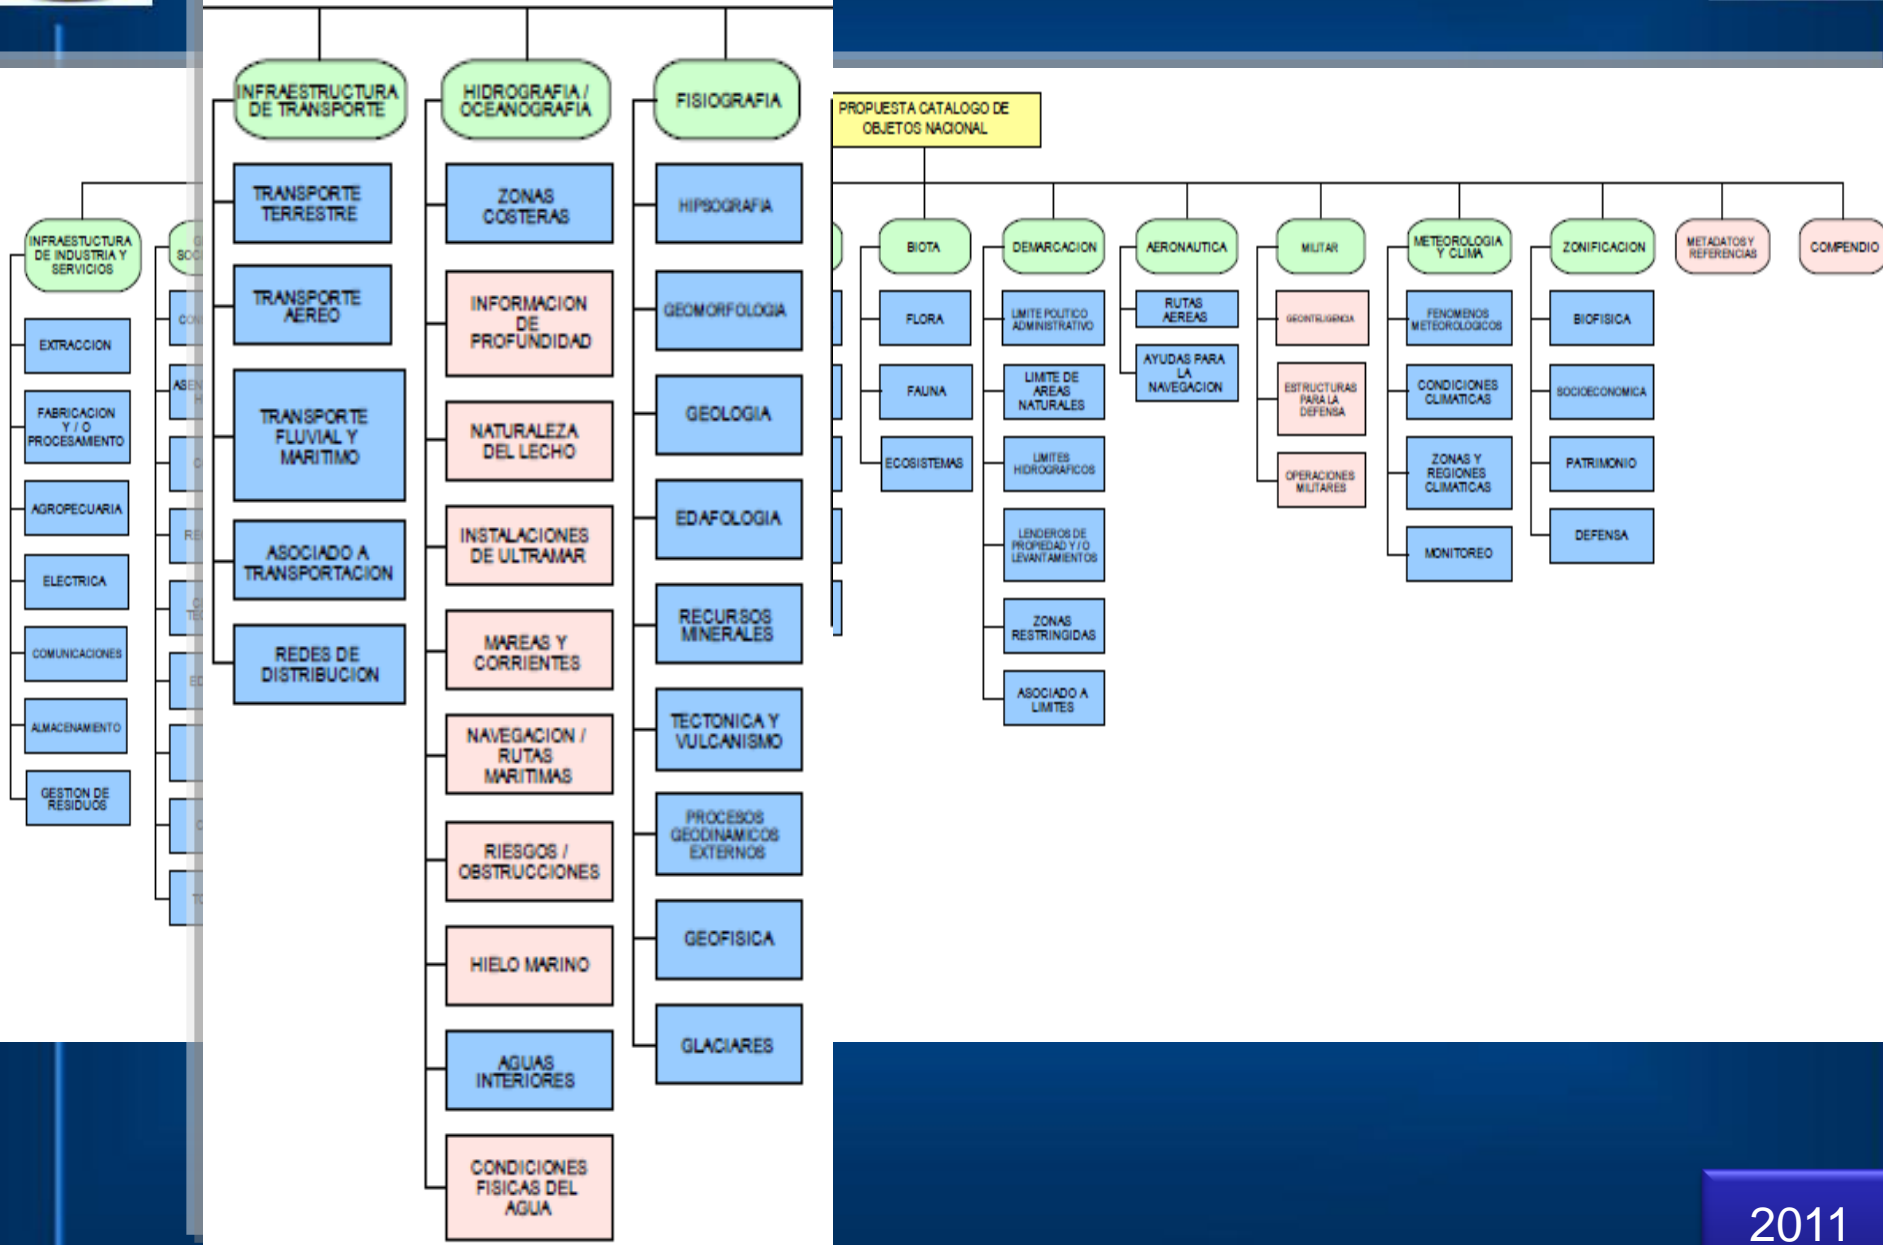 PROPUESTA CATALOGO DE
OBJETOS NACIONAL
INFRAESTUCTURA
DE INDUSTRIA Y
SERVICIOS
EXTRACCION
FABRICACION
Y / O
PROCESAMIENTO
AGROPECUARIA
ELECTRICA
COMUNICACIONES
ALMACENAMIENTO
GESTION DE
RESIDUOS
INFRAESTRUCTURA
DE TRANSPORTE
TRANSPORTE
TERRESTRE
TRANSPORTE
AEREO
TRANSPORTE
FLUVIAL Y
MARITIMO
ASOCIADO A
TRANSPORTACION
REDES DE
DISTRIBUCION
HIDROGRAFIA /
OCEANOGRAFIA
ZONAS
COSTERAS
INFORMACION
DE
PROFUNDIDAD
NATURALEZA
DEL LECHO
INSTALACIONES
DE ULTRAMAR
MAREAS Y
CORRIENTES
NAVEGACION /
RUTAS
MARITIMAS
RIESGOS /
OBSTRUCCIONES
HIELO MARINO
AGUAS
INTERIORES
CONDICIONES
FISICAS DEL
AGUA
FISIOGRAFIA
HIPSOGRAFIA
GEOMORFOLOGIA
GEOLOGIA
EDAFOLOGIA
RECURSOS
MINERALES
TECTONICA Y
VULCANISMO
PROCESOS
GEODINAMICOS
EXTERNOS
GEOFISICA
GLACIARES
BIOTA
FLORA
FAUNA
ECOSISTEMAS
DEMARCACION
LIMITE POLITICO
ADMINISTRATIVO
LIMITE DE
AREAS
NATURALES
LIMITES
HIDROGRAFICOS
LENDEROS DE
PROPIEDAD Y / O
LEVANTAMIENTOS
ZONAS
RESTRINGIDAS
ASOCIADO A
LIMITES
AERONAUTICA
RUTAS
AEREAS
AYUDAS PARA
LA
NAVEGACION
MILITAR
GEOINTELIGENCIA
ESTRUCTURAS
PARA LA
DEFENSA
OPERACIONES
MILITARES
METEOROLOGIA
Y CLIMA
FENOMENOS
METEOROLOGICOS
CONDICIONES
CLIMATICAS
ZONAS Y
REGIONES
CLIMATICAS
MONITOREO
ZONIFICACION
BIOFISICA
SOCIOECONOMICA
PATRIMONIO
DEFENSA
METADATOS Y
REFERENCIAS
COMPENDIO
2011